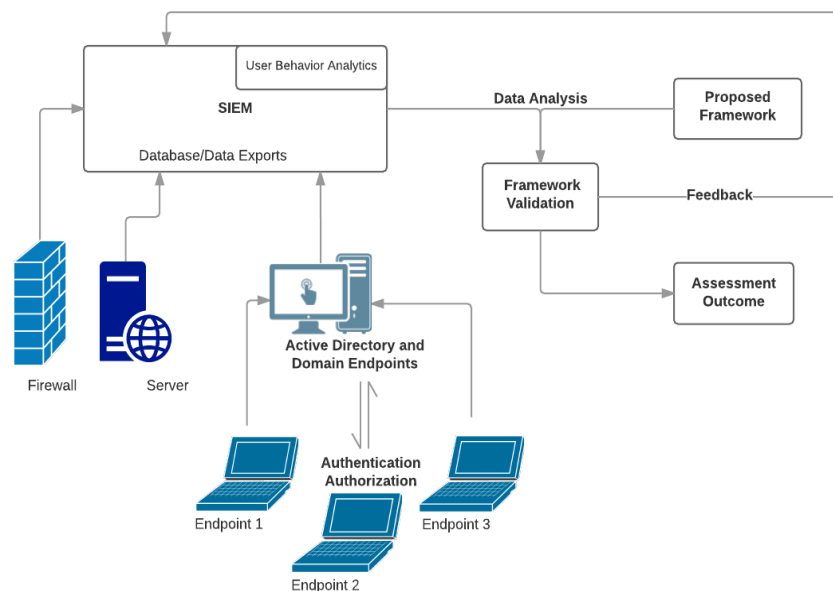 User Behavior Analytics
SIEM
Database/Data Exports
Data Analysis
Proposed
Framework
Framework
Validation
Feedback
Assessment
Outcome
Active Directory and
Domain Endpoints
Firewall
Server
Authentication
Authorization
Endpoint 1
Endpoint 3
Endpoint 2